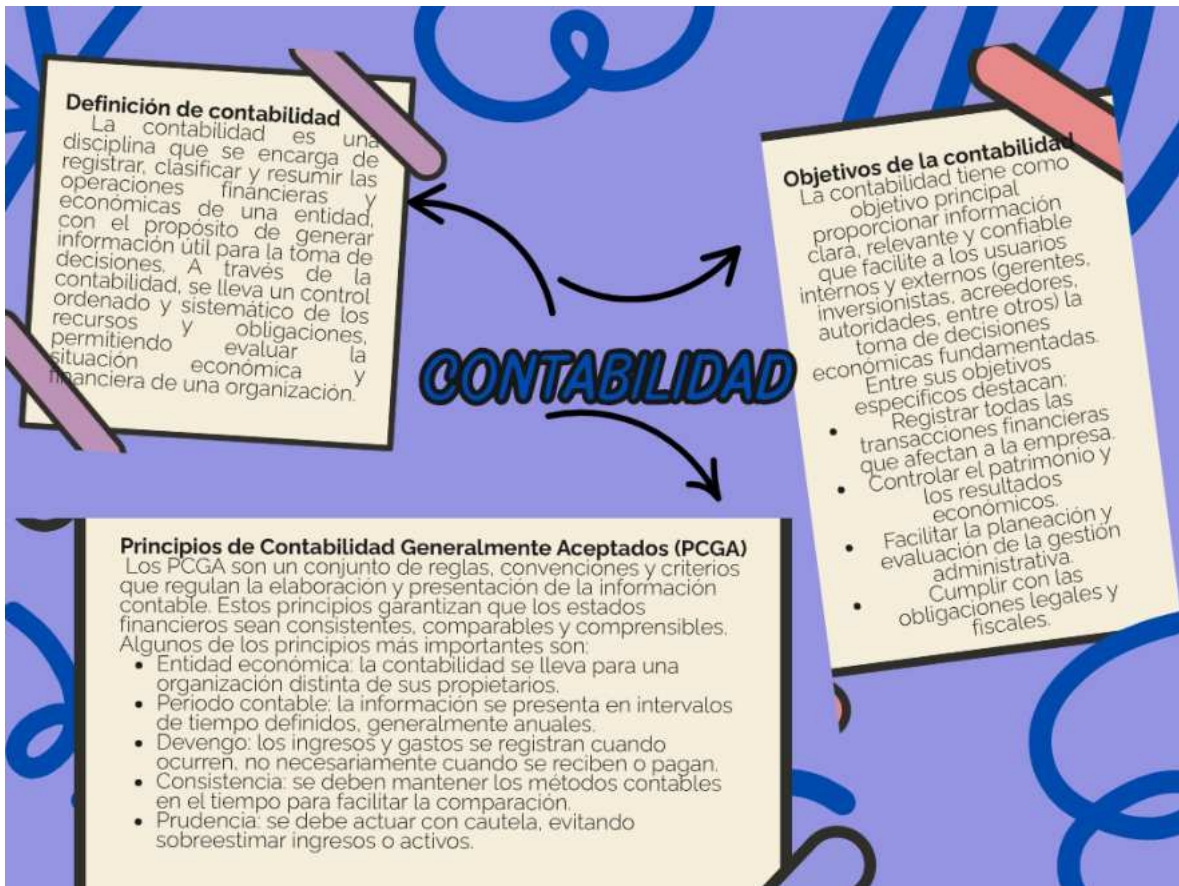 Definición de contabilidad
La contabilidad es una
disciplina que se encarga de
registrar, clasificar y resumir las
operaciones financieras y
económicas de una entidad,
con el propósito de generar
información útil para la toma de
decisiones. A través de la
contabilidad, se lleva un control
ordenado y sistemático de los
recursos y obligaciones,
permitiendo evaluar la
situación económica y
financiera de una organización.
Objetivos de la contabilidad
La contabilidad tiene como
objetivo principal
proporcionar información
clara, relevante y confiable
que facilite a los usuarios
internos y externos (gerentes,
inversionistas, acreedores,
autoridades, entre otros) la
toma de decisiones
económicas fundamentadas.
Entre sus objetivos
específicos destacan:
• Registrar todas las
transacciones financieras
que afectan a la empresa.
• Controlar el patrimonio y
los resultados
económicos.
• Facilitar la planeación y
evaluación de la gestión
administrativa.
• Cumplir con las
obligaciones legales y
fiscales.
CONTABILIDAD
Principios de Contabilidad Generalmente Aceptados (PCGA)
Los PCGA son un conjunto de reglas, convenciones y criterios
que regulan la elaboración y presentación de la información
contable. Estos principios garantizan que los estados
financieros sean consistentes, comparables y comprensibles.
Algunos de los principios más importantes son:
• Entidad económica: la contabilidad se lleva para una
organización distinta de sus propietarios.
• Periodo contable: la información se presenta en intervalos
de tiempo definidos, generalmente anuales.
• Devengo: los ingresos y gastos se registran cuando
ocurren, no necesariamente cuando se reciben o pagan.
• Consistencia: se deben mantener los métodos contables
en el tiempo para facilitar la comparación.
• Prudencia: se debe actuar con cautela, evitando
sobreestimar ingresos o activos.